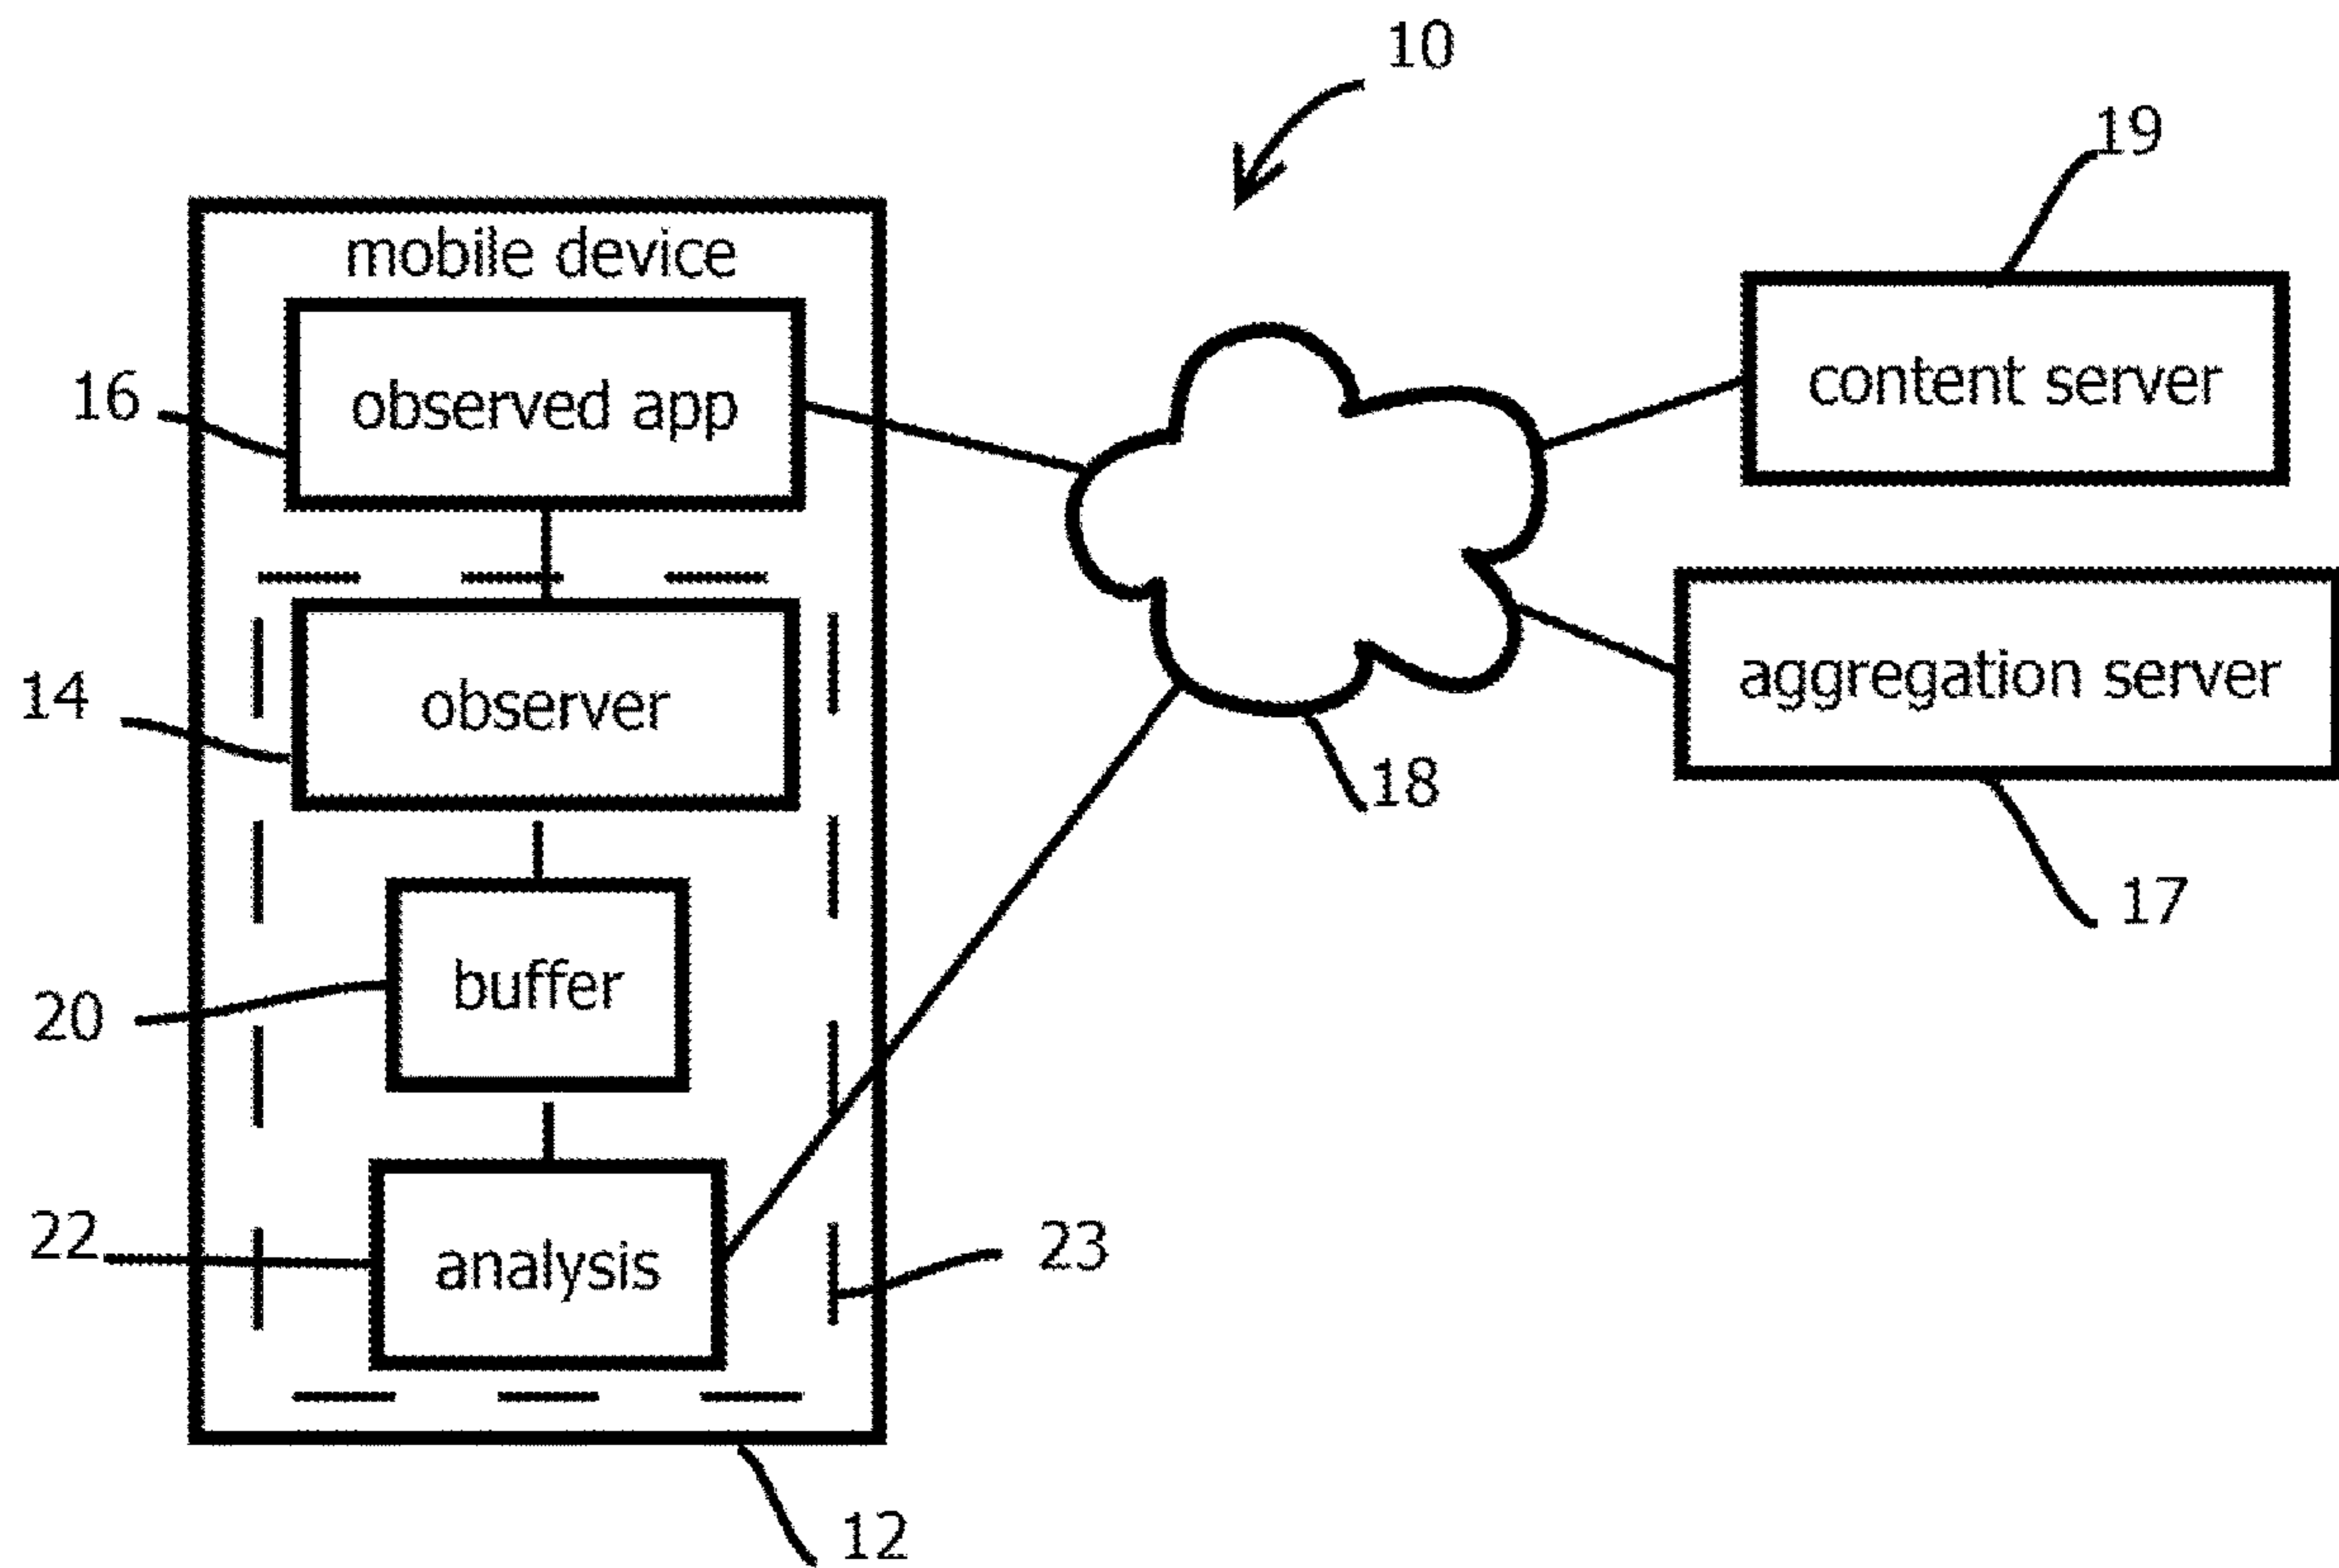 10
19
mobile device
16
observed app
content server
14
observer
aggregation server
18
17
20
buffer
22
analysis
23
12